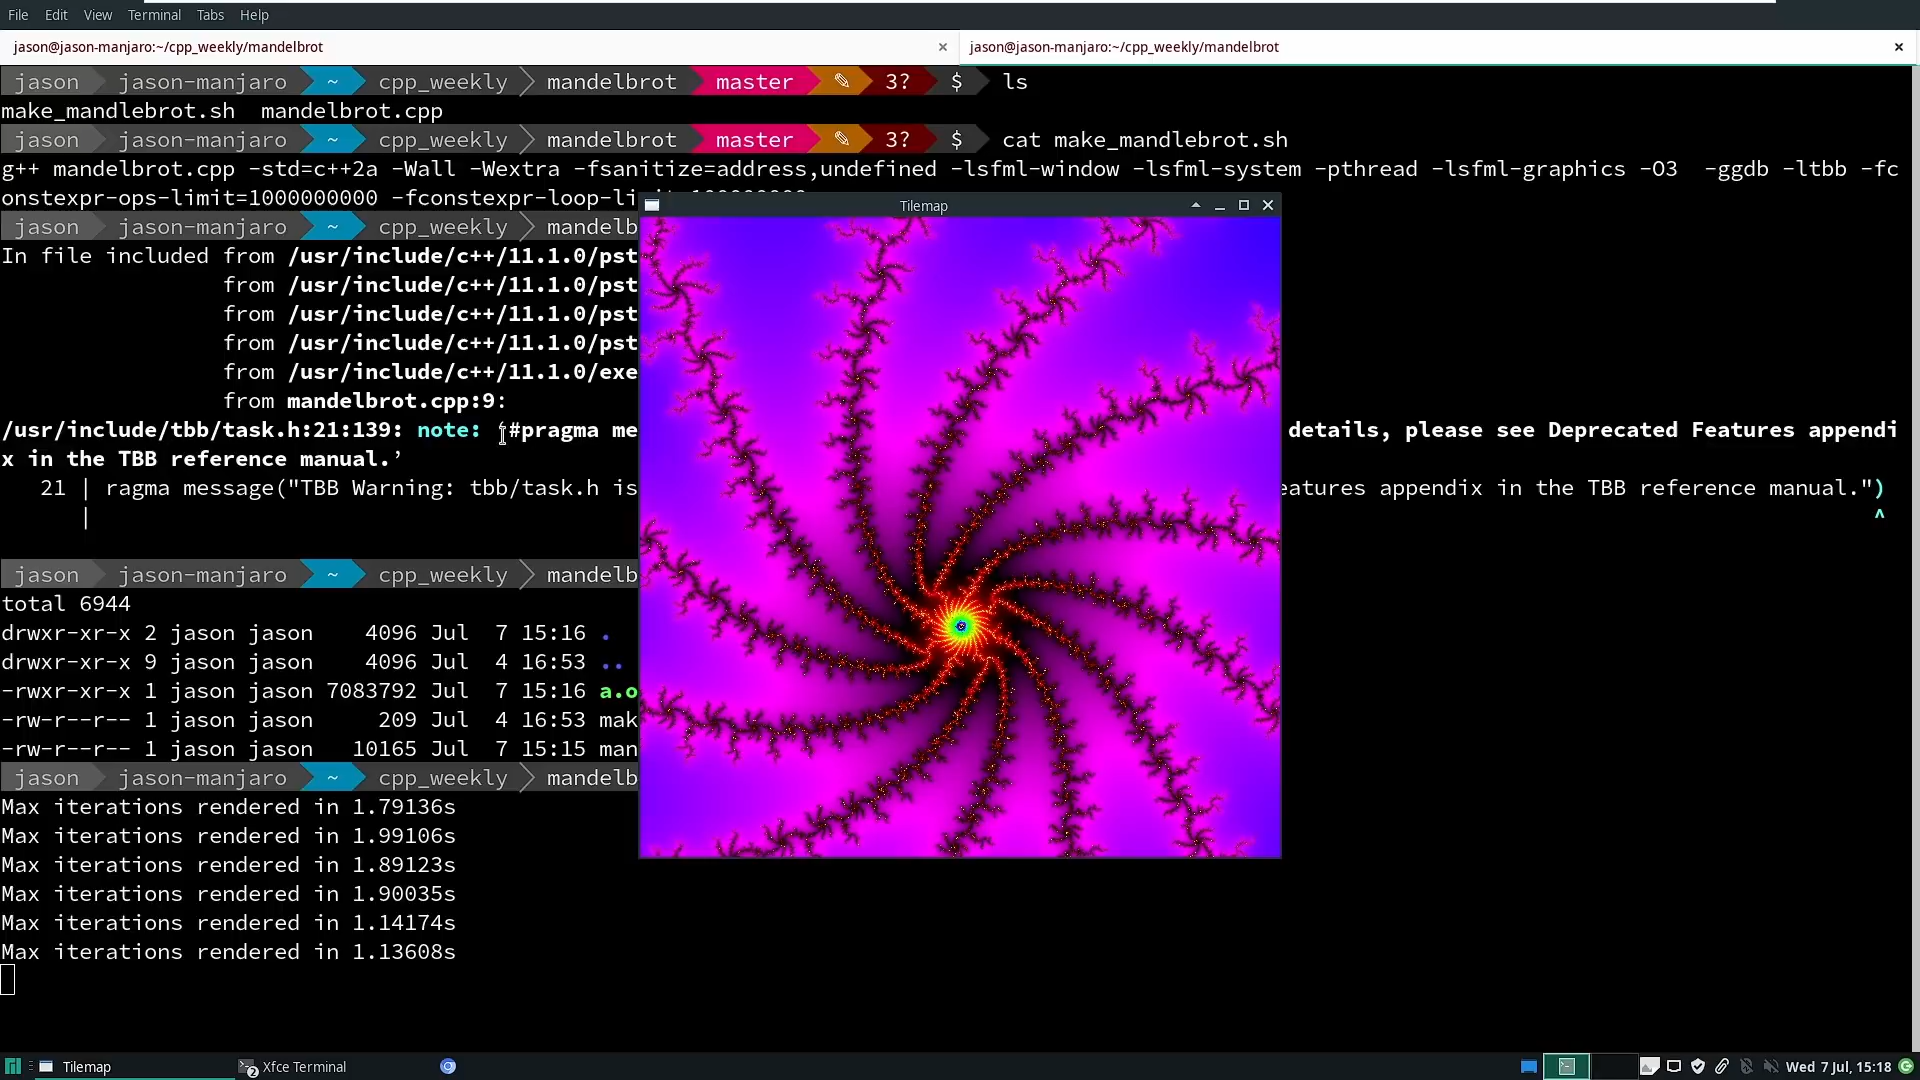 File Edit View Terminal Tabs Help
jason@jason-manjaro:~/cpp_weekly/mandelbrot
jason@jason-manjaro:~/cpp_weekly/mandelbrot
jason jason-manjaro ~ cpp_weekly mandelbrot master ✎ 3? $ ls
make_mandlebrot.sh mandelbrot.cpp
jason jason-manjaro ~ cpp_weekly mandelbrot master ✎ 3? $ cat make_mandlebrot.sh
g++ mandelbrot.cpp -std=c++2a -Wall -Wextra -fsanitize=address,undefined -lsfml-window -lsfml-system -pthread -lsfml-graphics -O3 -ggdb -ltbb -fc
onstexpr-ops-limit=1000000000 -fconstexpr-loop-li
Tilemap
jason jason-manjaro ~ cpp_weekly mandelb
In file included from /usr/include/c++/11.1.0/pst
from /usr/include/c++/11.1.0/pst
from /usr/include/c++/11.1.0/pst
from /usr/include/c++/11.1.0/pst
from /usr/include/c++/11.1.0/exe
from mandelbrot.cpp:9:
/usr/include/tbb/task.h:21:139: note: ‘#pragma me details, please see Deprecated Features appendi
x in the TBB reference manual.’
21 | ragma message("TBB Warning: tbb/task.h is eatures appendix in the TBB reference manual.")
| ^
jason jason-manjaro ~ cpp_weekly mandelb
total 6944
drwxr-xr-x 2 jason jason 4096 Jul 7 15:16 .
drwxr-xr-x 9 jason jason 4096 Jul 4 16:53 ..
-rwxr-xr-x 1 jason jason 7083792 Jul 7 15:16 a.o
-rw-r--r-- 1 jason jason 209 Jul 4 16:53 mak
-rw-r--r-- 1 jason jason 10165 Jul 7 15:15 man
jason jason-manjaro ~ cpp_weekly mandelb
Max iterations rendered in 1.79136s
Max iterations rendered in 1.99106s
Max iterations rendered in 1.89123s
Max iterations rendered in 1.90035s
Max iterations rendered in 1.14174s
Max iterations rendered in 1.13608s
Tilemap
2 Xfce Terminal
Wed 7 Jul, 15:18